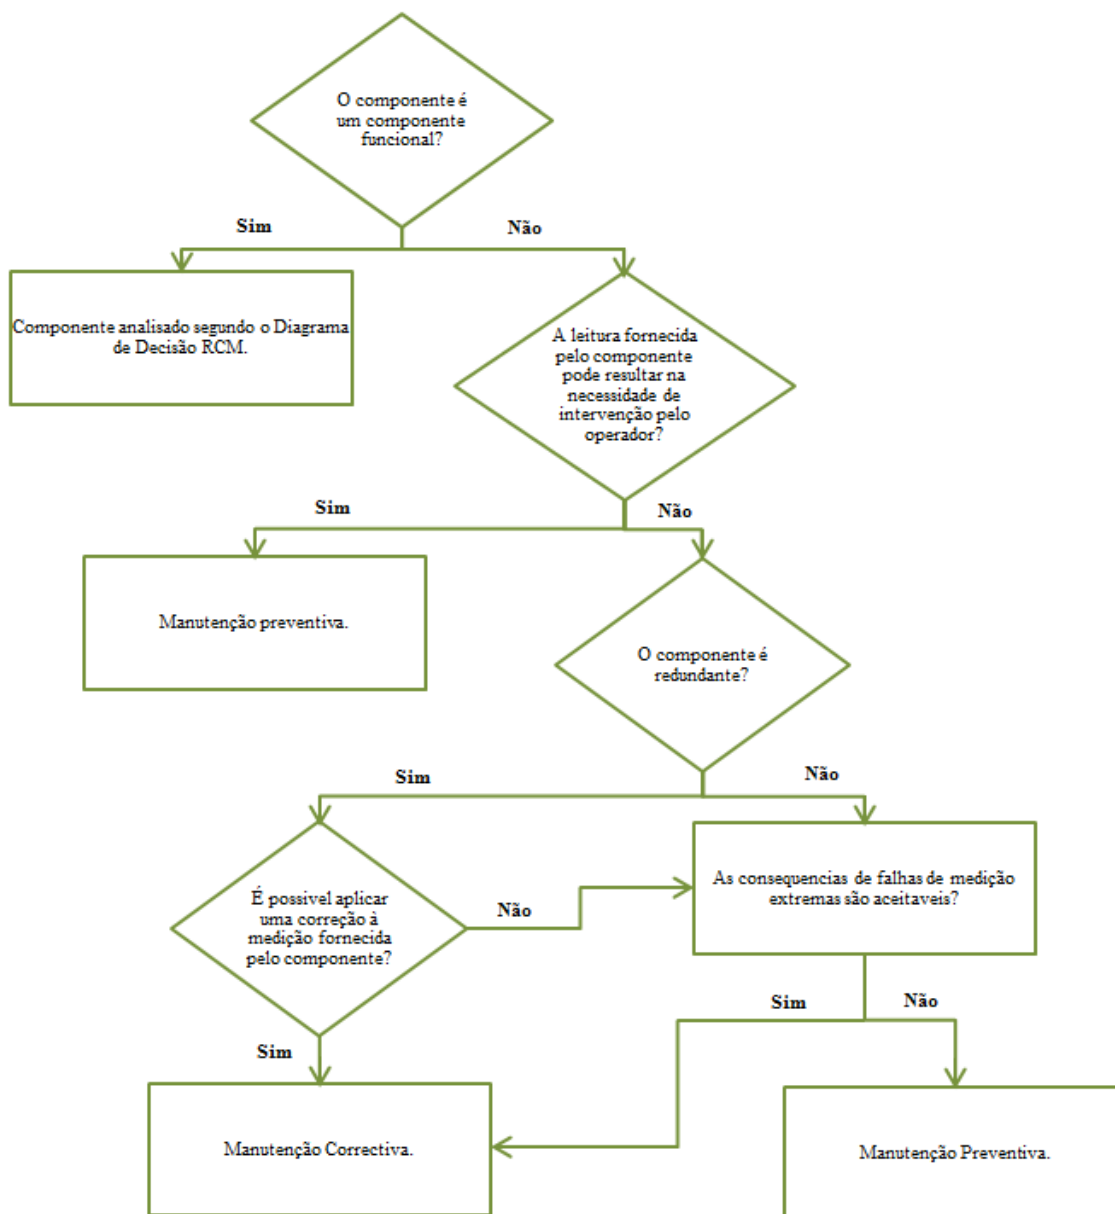 O componente é
um componente
funcional?
Sim
Não
Componente analisado segundo o Diagrama
de Decisão RCM.
A leitura fornecida
pelo componente
pode resultar na
necessidade de
intervenção pelo
operador?
Sim
Não
Manutenção preventiva.
O componente é
redundante?
Sim
Não
É possivel aplicar
uma correção à
medição fornecida
pelo componente?
Não
As consequencias de falhas de medição
extremas são aceitaveis?
Sim
Sim
Não
Manutenção Correctiva.
Manutenção Preventiva.